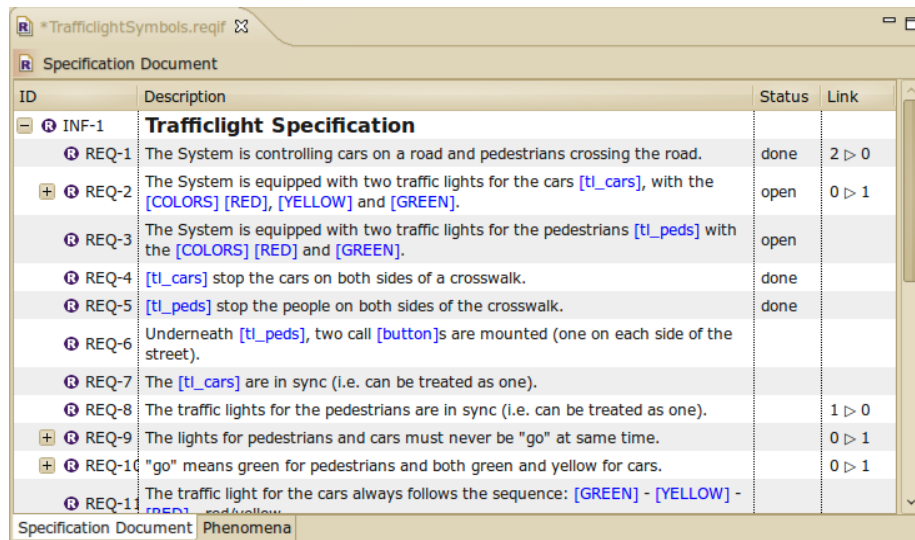 *TrafficlightSymbols.reqif
Specification Document
ID Description Status Link
INF-1 Trafficlight Specification
REQ-1 The System is controlling cars on a road and pedestrians crossing the road. done 2 ▷ 0
REQ-2 The System is equipped with two traffic lights for the cars [tl_cars], with the open 0 ▷ 1
[COLORS] [RED], [YELLOW] and [GREEN].
REQ-3 The System is equipped with two traffic lights for the pedestrians [tl_peds] with open
the [COLORS] [RED] and [GREEN].
REQ-4 [tl_cars] stop the cars on both sides of a crosswalk. done
REQ-5 [tl_peds] stop the people on both sides of the crosswalk. done
REQ-6 Underneath [tl_peds], two call [button]s are mounted (one on each side of the
street).
REQ-7 The [tl_cars] are in sync (i.e. can be treated as one).
REQ-8 The traffic lights for the pedestrians are in sync (i.e. can be treated as one). 1 ▷ 0
REQ-9 The lights for pedestrians and cars must never be "go" at same time. 0 ▷ 1
REQ-10 "go" means green for pedestrians and both green and yellow for cars. 0 ▷ 1
REQ-11 The traffic light for the cars always follows the sequence: [GREEN] - [YELLOW] -
[RED] - red/yellow
Specification Document Phenomena